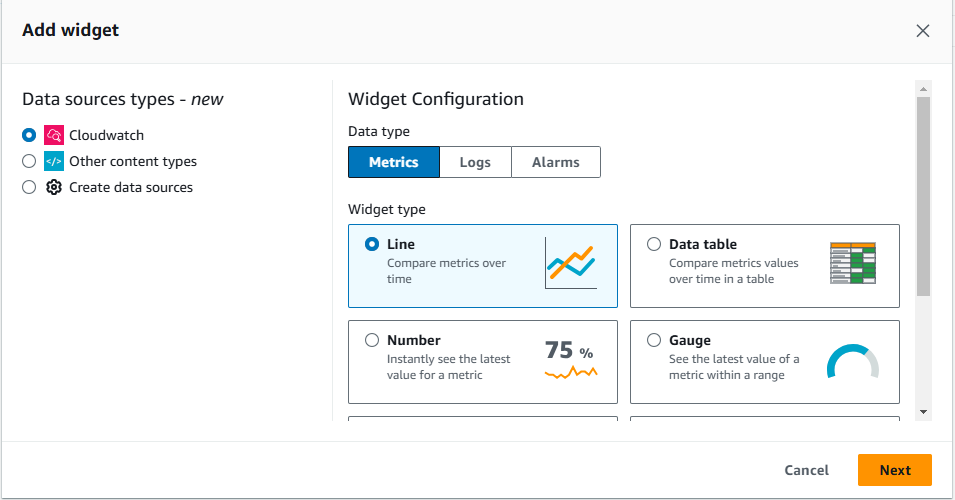 Add widget
Data sources types - new
Cloudwatch
</> Other content types
Create data sources
Widget Configuration
Data type
Metrics Logs Alarms
Widget type
Line
Compare metrics over
time
Data table
Compare metrics values
over time in a table
Number
Instantly see the latest
value for a metric
75 %
Gauge
See the latest value of a
metric within a range
Cancel Next